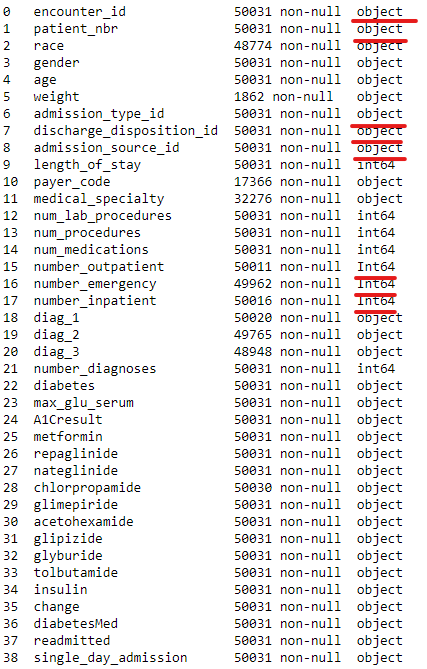 0 encounter_id 50031 non-null object
1 patient_nbr 50031 non-null object
2 race 48774 non-null object
3 gender 50031 non-null object
4 age 50031 non-null object
5 weight 1862 non-null object
6 admission_type_id 50031 non-null object
7 discharge_disposition_id 50031 non-null object
8 admission_source_id 50031 non-null object
9 length_of_stay 50031 non-null int64
10 payer_code 17366 non-null object
11 medical_specialty 32276 non-null object
12 num_lab_procedures 50031 non-null int64
13 num_procedures 50031 non-null int64
14 num_medications 50031 non-null int64
15 number_outpatient 50011 non-null Int64
16 number_emergency 49962 non-null Int64
17 number_inpatient 50016 non-null Int64
18 diag_1 50020 non-null object
19 diag_2 49765 non-null object
20 diag_3 48948 non-null object
21 number_diagnoses 50031 non-null int64
22 diabetes 50031 non-null object
23 max_glu_serum 50031 non-null object
24 A1Cresult 50031 non-null object
25 metformin 50031 non-null object
26 repaglinide 50031 non-null object
27 nateglinide 50031 non-null object
28 chlorpropamide 50030 non-null object
29 glimepiride 50031 non-null object
30 acetohexamide 50031 non-null object
31 glipizide 50031 non-null object
32 glyburide 50031 non-null object
33 tolbutamide 50031 non-null object
34 insulin 50031 non-null object
35 change 50031 non-null object
36 diabetesMed 50031 non-null object
37 readmitted 50031 non-null object
38 single_day_admission 50031 non-null object